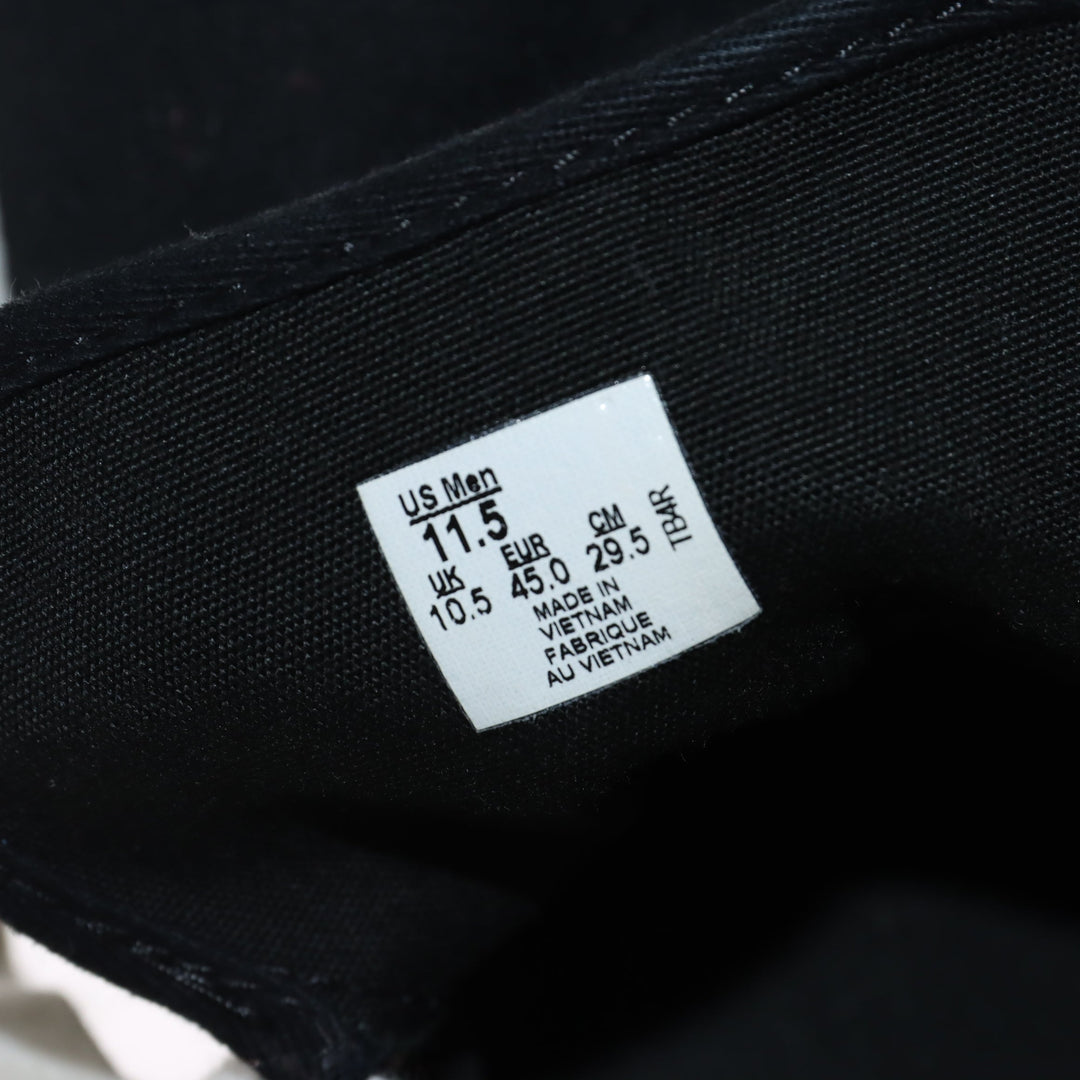 US Men
11.5
UK EUR CM
10.5 45.0 29.5
TB4R
MADE IN
VIETNAM
FABRIQUE
AU VIETNAM